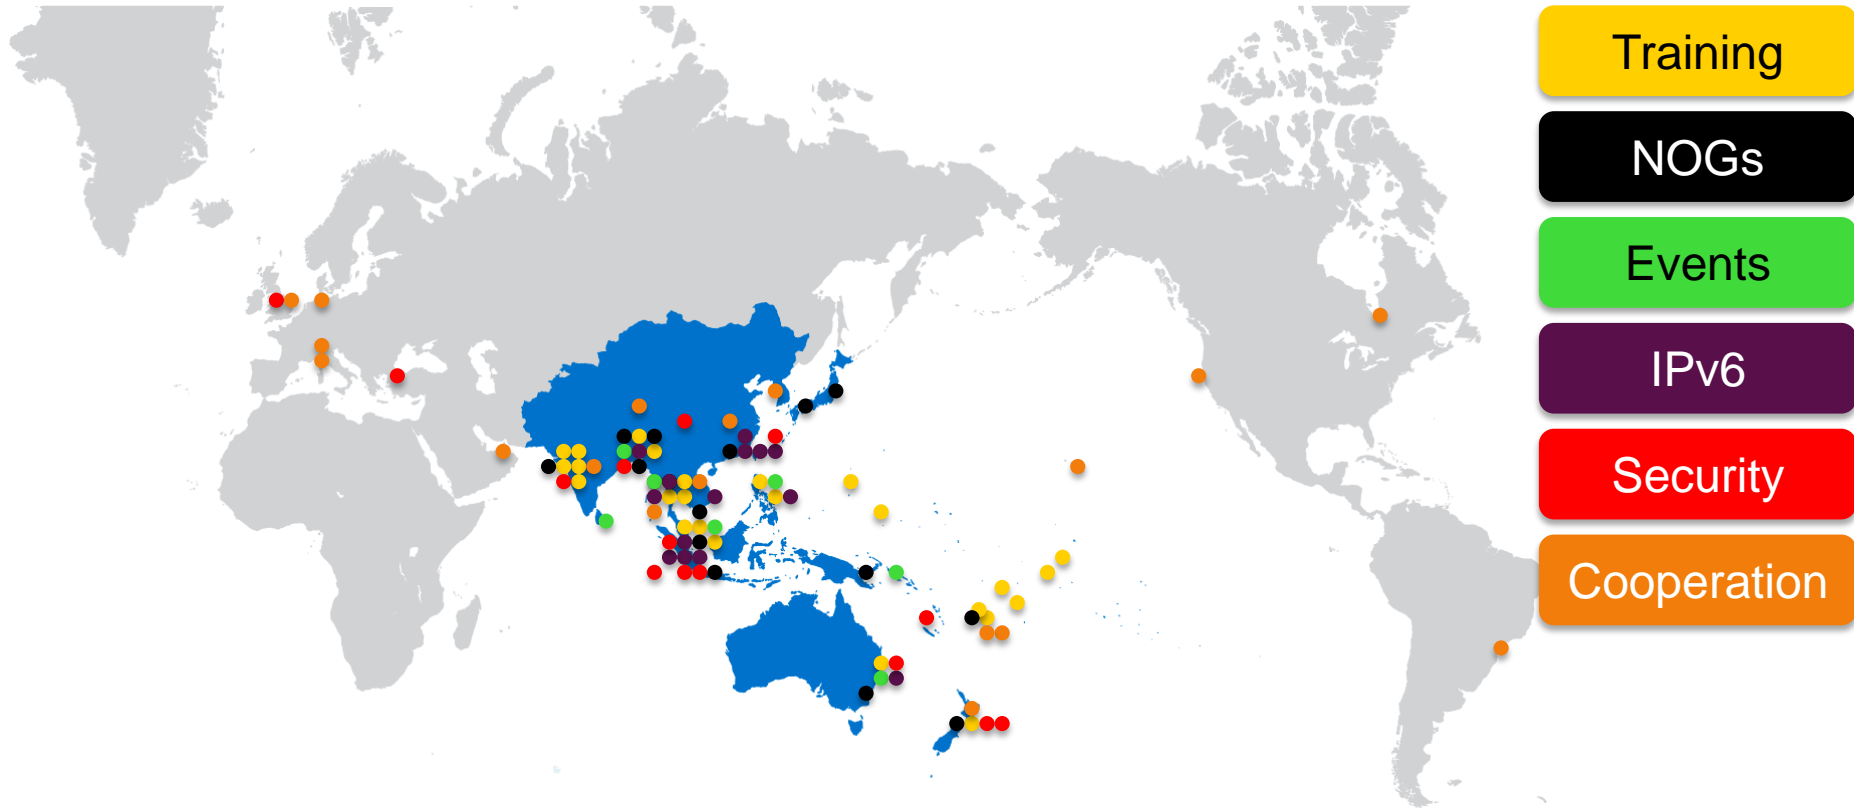 Training
NOGs
Events
IPv6
Security
Cooperation